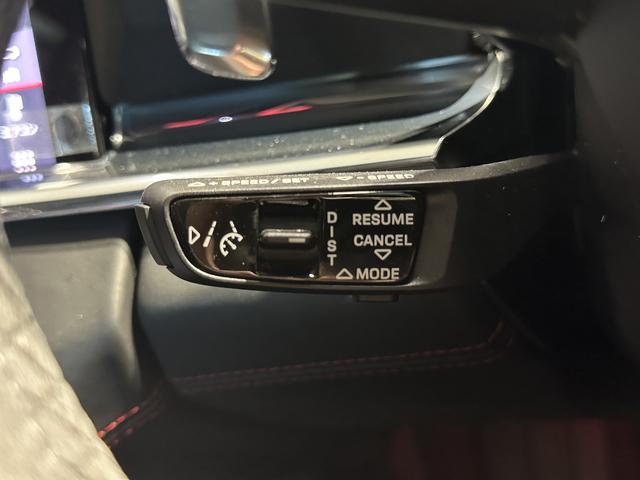 + SPEED/SET - SPEED
DIST
RESUME
CANCEL
MODE